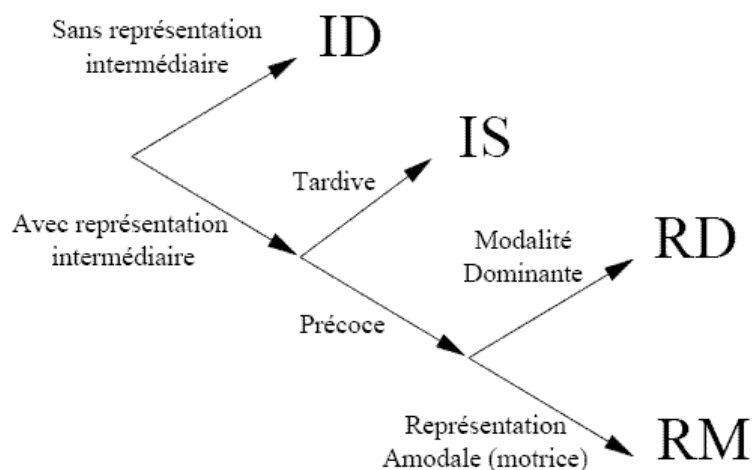 Sans représentation
intermédiaire
ID
IS
Tardive
Avec représentation
intermédiaire
Modalité
Dominante
RD
Précoce
Représentation
Amodale (motrice)
RM